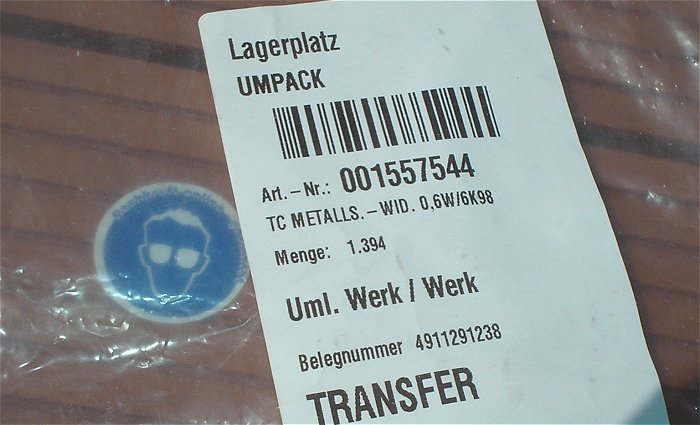 Lagerplatz
UMPACK
Art.-Nr.: 001557544
TC METALLS.-WID. 0,6W/6K98
Menge: 1.394
Uml. Werk / Werk
Belegnummer 4911291238
TRANSFER